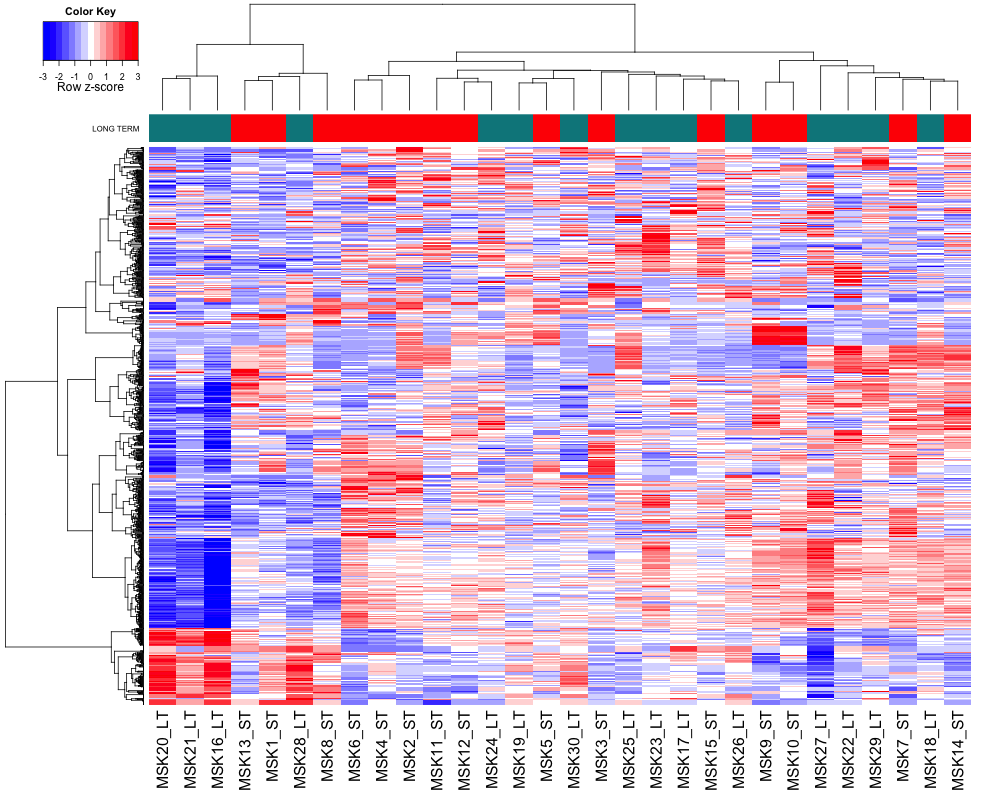 Color Key
-3 -2 -1 0 1 2 3
Row z-score
LONG TERM
MSK20_LT
MSK21_LT
MSK16_LT
MSK13_ST
MSK1_ST
MSK28_LT
MSK8_ST
MSK6_ST
MSK4_ST
MSK2_ST
MSK11_ST
MSK12_ST
MSK24_LT
MSK19_LT
MSK5_ST
MSK30_LT
MSK3_ST
MSK25_LT
MSK23_LT
MSK17_LT
MSK15_ST
MSK26_LT
MSK9_ST
MSK10_ST
MSK27_LT
MSK22_LT
MSK29_LT
MSK7_ST
MSK18_LT
MSK14_ST